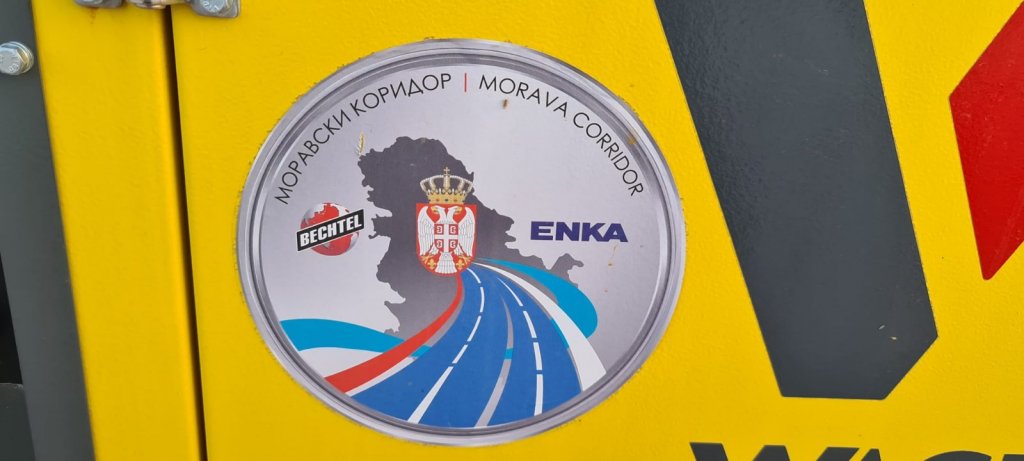 МОРАВСКИ КОРИДОР | MORAVA CORRIDOR
BECHTEL
ENKA